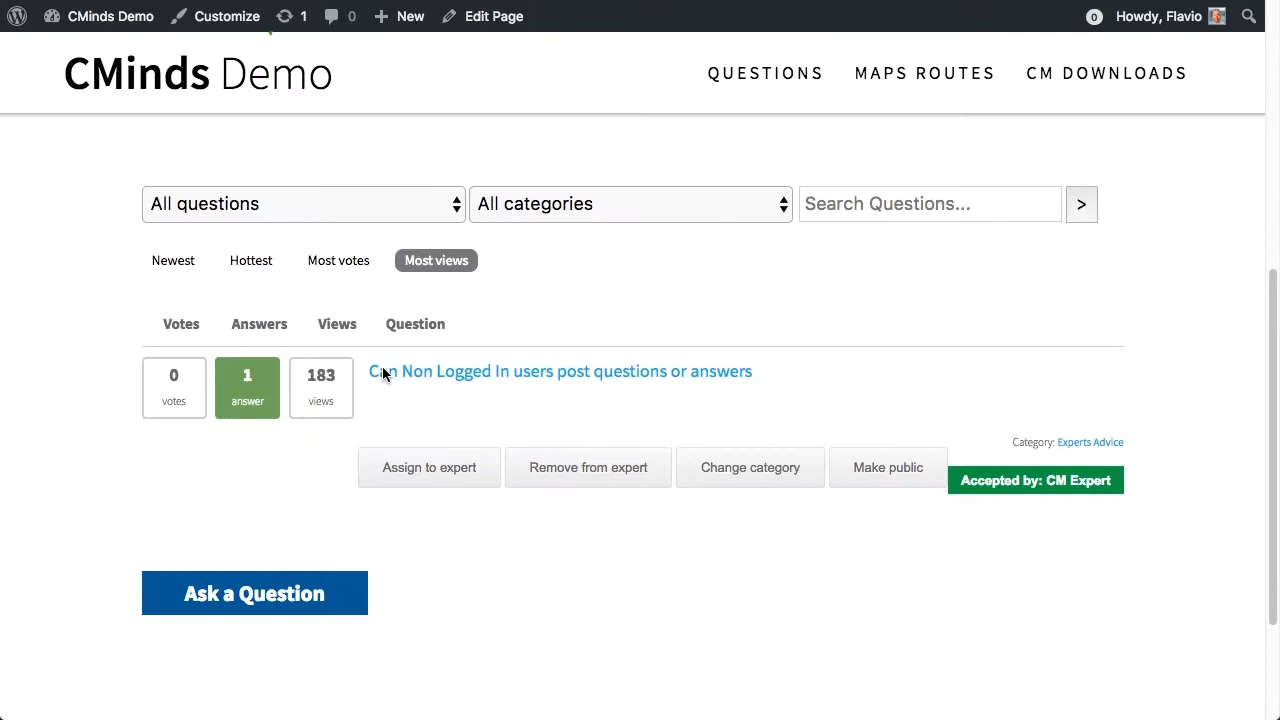 CMinds Demo Customize 1 0 New Edit Page 0 Howdy, Flavio
CMinds Demo QUESTIONS MAPS ROUTES CM DOWNLOADS
All questions All categories Search Questions... >
Newest Hottest Most votes Most views
Votes Answers Views Question
0 1 183 Can Non Logged In users post questions or answers
votes answer views
Category: Experts Advice
Assign to expert Remove from expert Change category Make public
Accepted by: CM Expert
Ask a Question